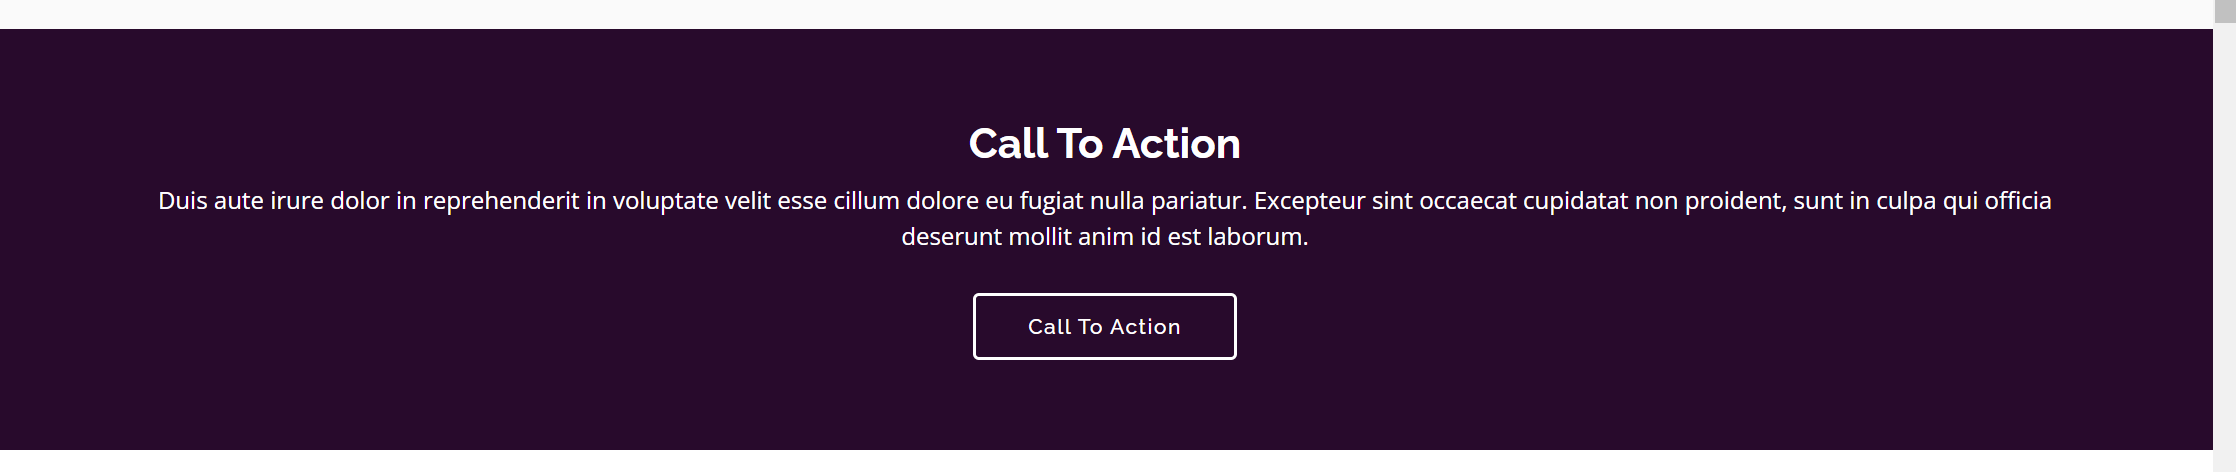 Call To Action
Duis aute irure dolor in reprehenderit in voluptate velit esse cillum dolore eu fugiat nulla pariatur. Excepteur sint occaecat cupidatat non proident, sunt in culpa qui officia
deserunt mollit anim id est laborum.
Call To Action